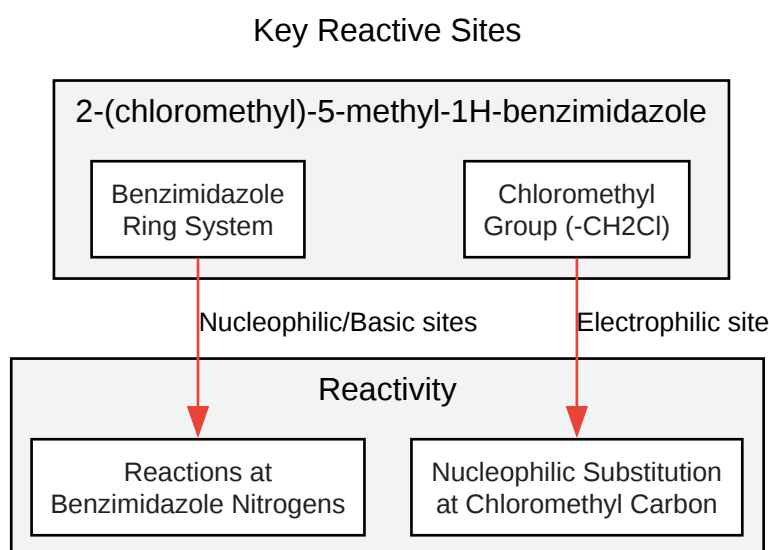 Key Reactive Sites
2-(chloromethyl)-5-methyl-1H-benzimidazole
Benzimidazole
Ring System
Chloromethyl
Group (-CH2Cl)
Nucleophilic/Basic sites
Electrophilic site
Reactivity
Reactions at
Benzimidazole Nitrogens
Nucleophilic Substitution
at Chloromethyl Carbon